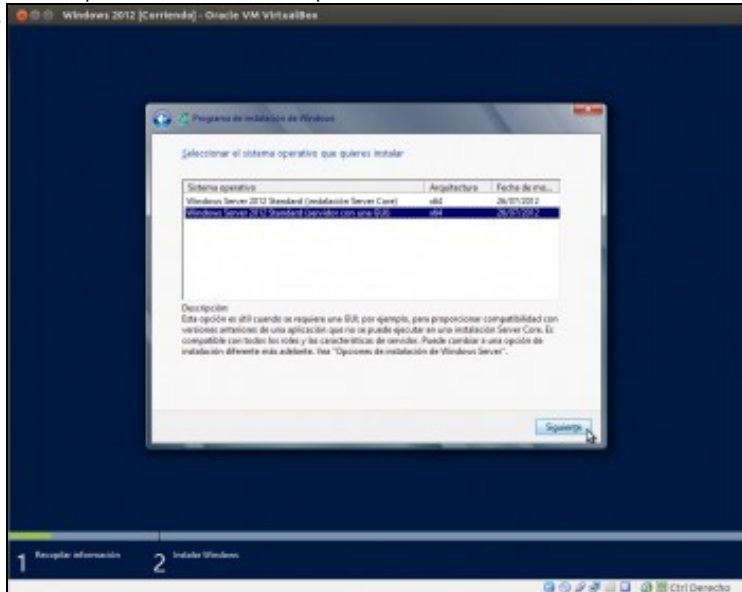 Windows 2012 [Corriendo] - Oracle VM VirtualBox
Programa de instalación de Windows
Seleccionar el sistema operativo que quieres instalar
Sistema operativo Arquitectura Fecha de mo...
Windows Server 2012 Standard (instalación Server Core) x64 26/07/2012
Windows Server 2012 Standard (servidor con una GUI) x64 26/07/2012
Descripción:
Esta opción es útil cuando se requiere una GUI; por ejemplo, para proporcionar compatibilidad con
versiones anteriores de una aplicación que no se puede ejecutar en una instalación Server Core. Es
compatible con todos los roles y las características de servidor. Puede cambiar a una opción de
instalación diferente más adelante. Vea "Opciones de instalación de Windows Server".
Siguiente
1 Recopilar información 2 Instalar Windows
Ctrl Derecho